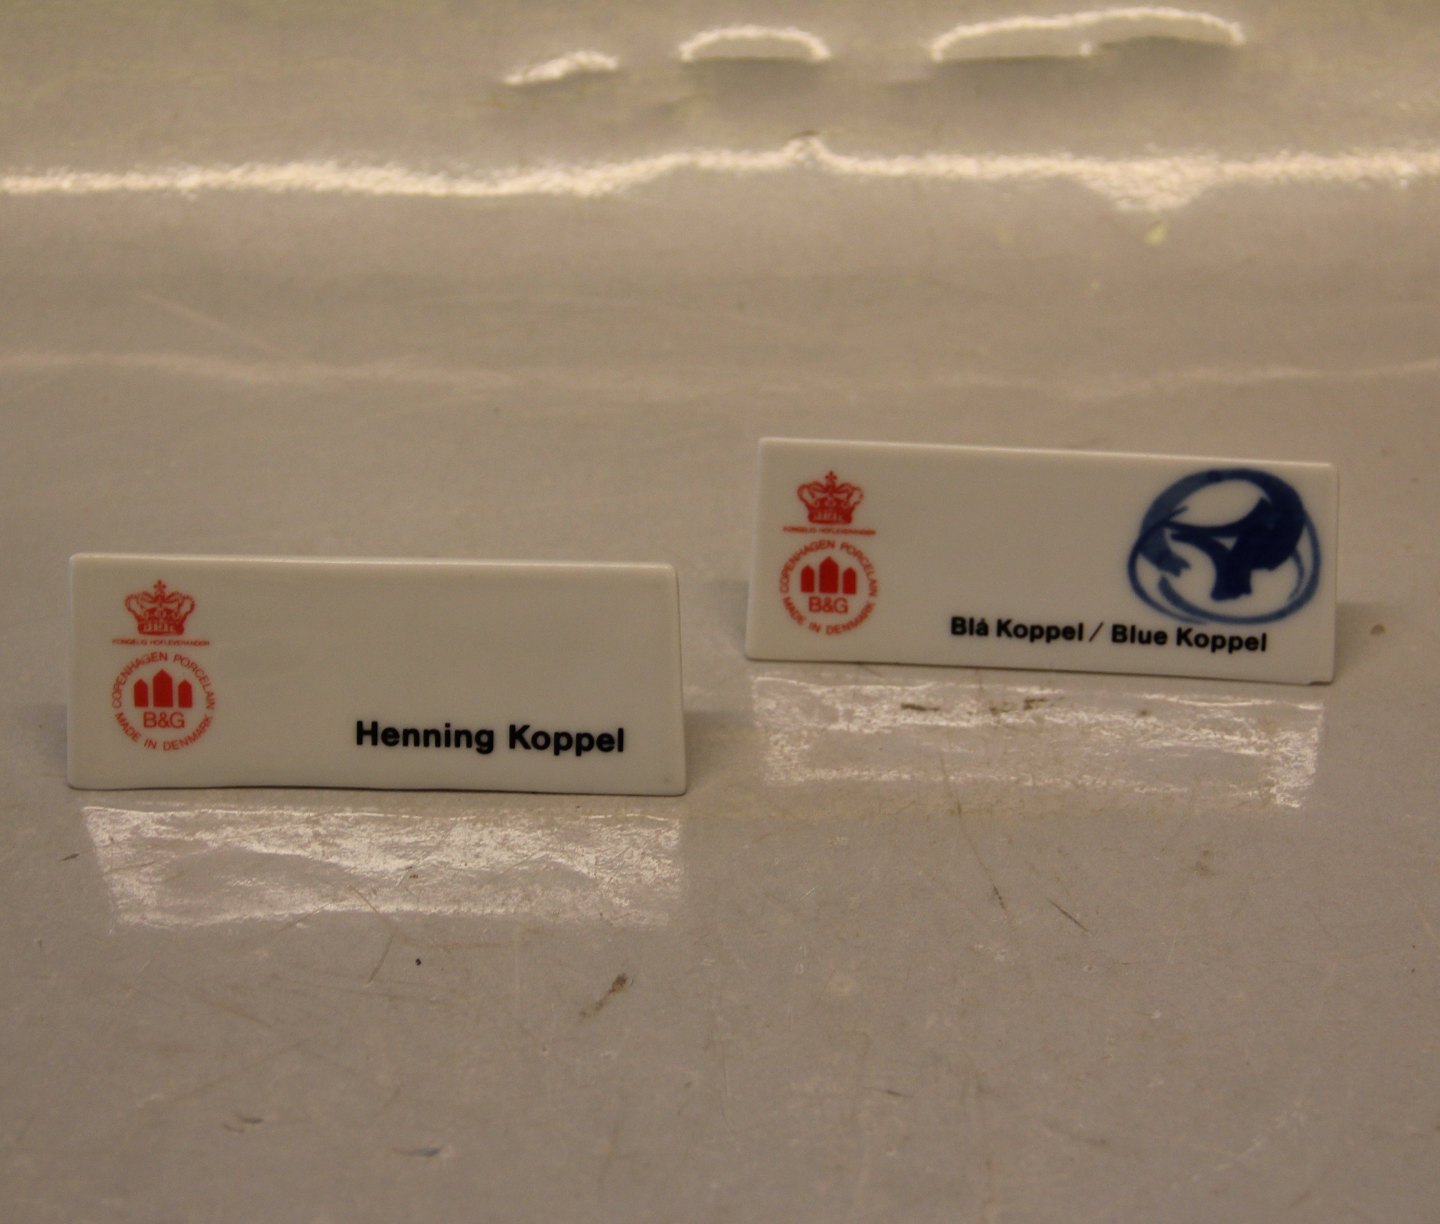 KONGELIG HOFLEVERANDØR
COPENHAGEN PORCELAIN
B&G
MADE IN DENMARK
Henning Koppel
KONGELIG HOFLEVERANDØR
COPENHAGEN PORCELAIN
B&G
MADE IN DENMARK
Blå Koppel / Blue Koppel